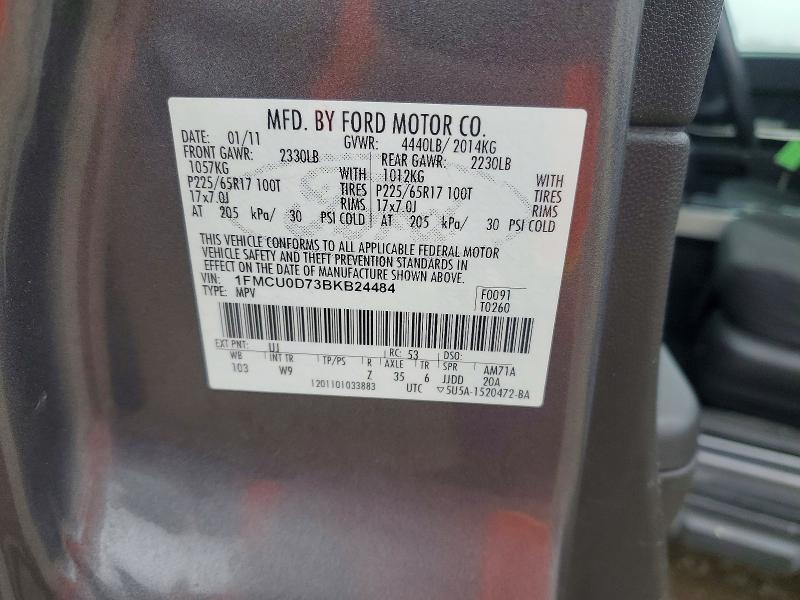 MFD. BY FORD MOTOR CO.
DATE: 01/11 GVWR: 4440LB/ 2014KG
FRONT GAWR: 2330LB REAR GAWR: 2230LB
1057KG WITH 1012KG WITH
P225/65R17 100T TIRES P225/65R17 100T TIRES
17x7.0J RIMS 17x7.0J RIMS
AT 205 kPa/ 30 PSI COLD AT 205 kPa/ 30 PSI COLD
THIS VEHICLE CONFORMS TO ALL APPLICABLE FEDERAL MOTOR
VEHICLE SAFETY AND THEFT PREVENTION STANDARDS IN
EFFECT ON THE DATE OF MANUFACTURE SHOWN ABOVE.
VIN: 1FMCU0D73BKB24484 F0091
TYPE: MPV T0260
EXT PNT: UJ RC: 53 DSO:
WB INT TR TP/PS R AXLE TR SPR AM71A
103 W9 Z 35 6 JJDD 20A
1201101033883 UTC ▽5U5A-1520472-BA